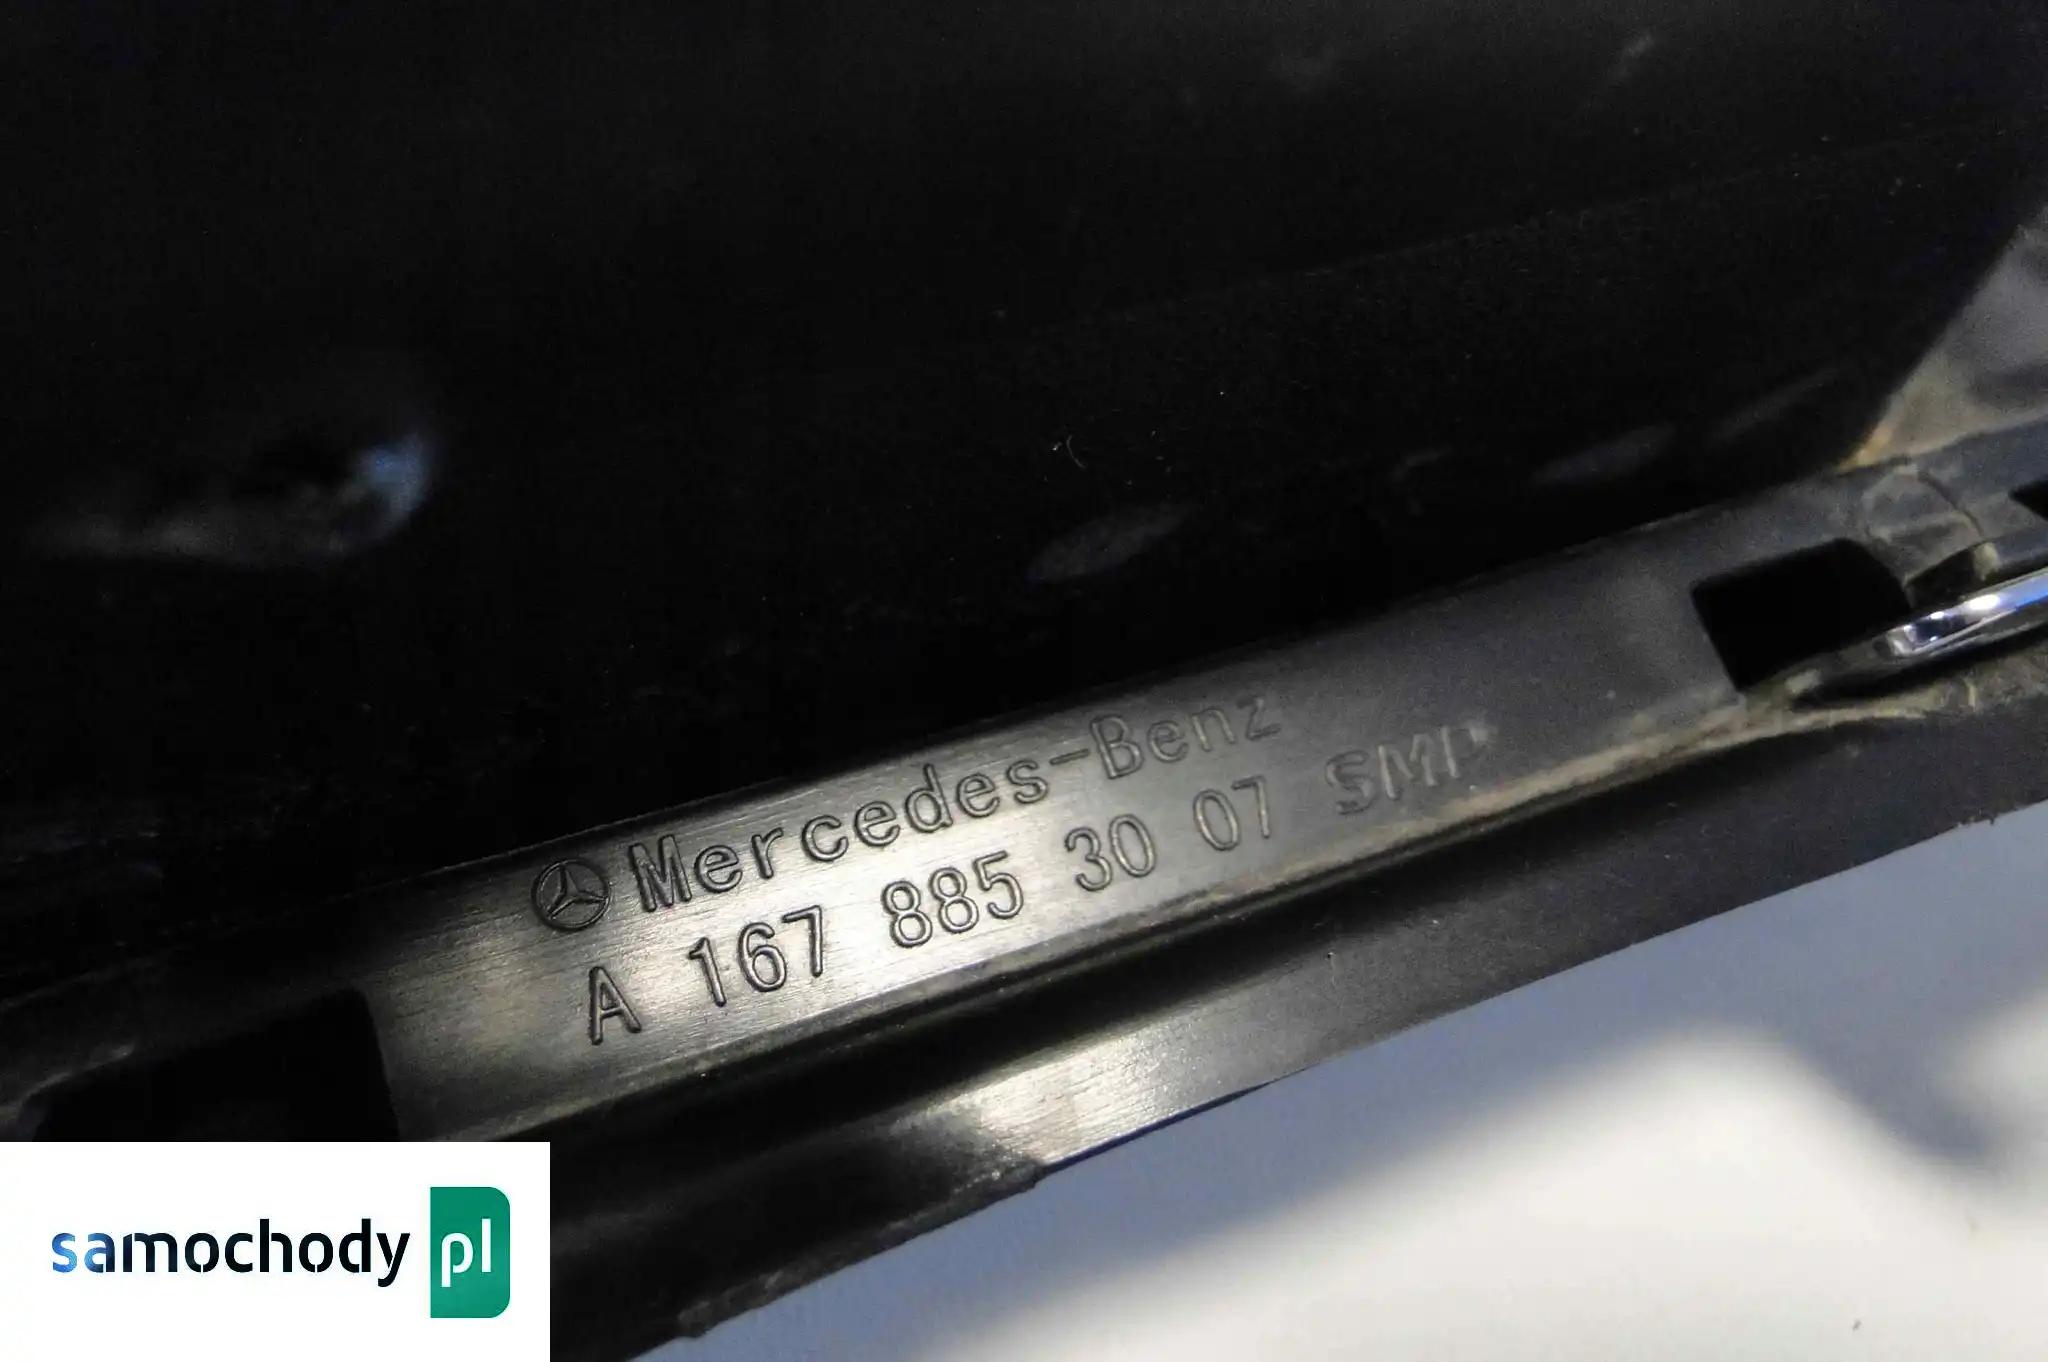 Mercedes-Benz
A 167 885 30 07 SMP
samochody pl